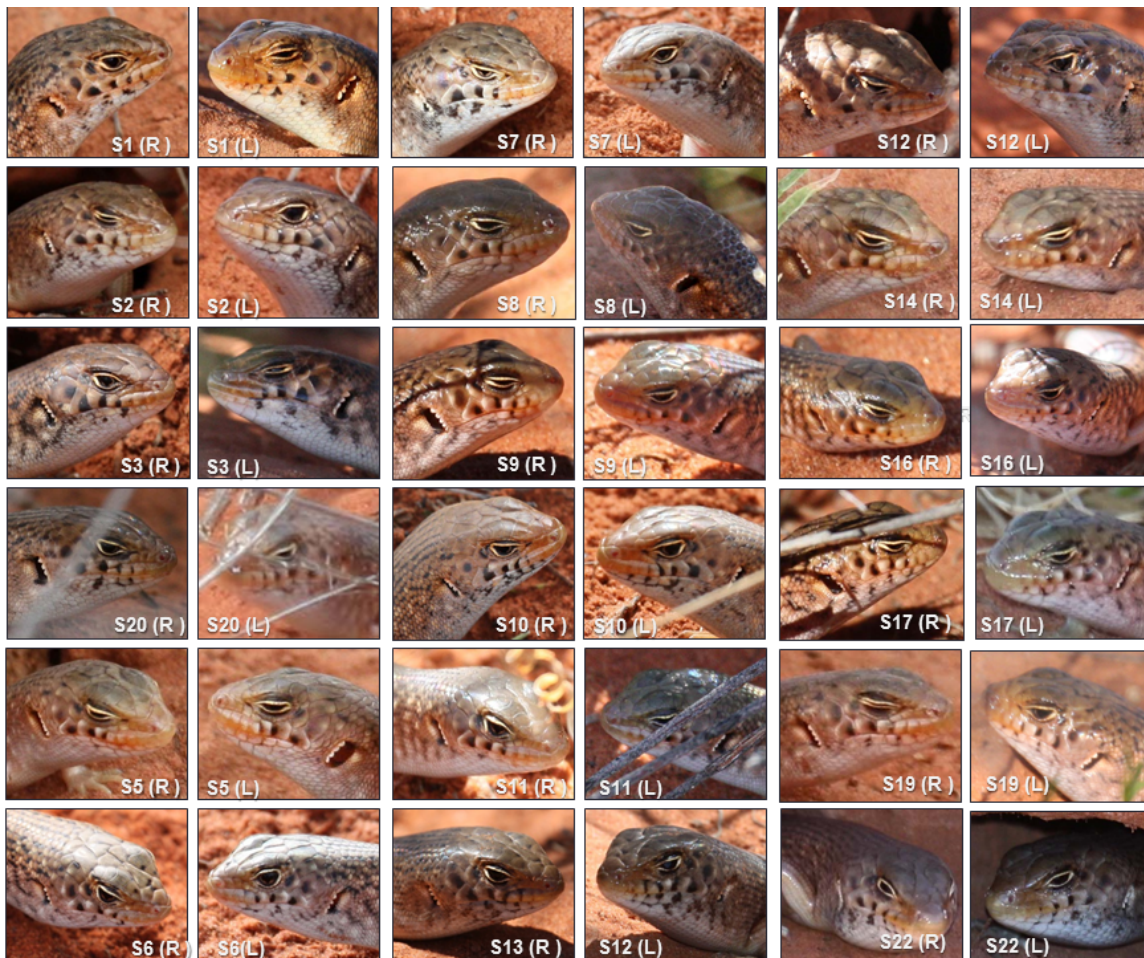 S1 (R )
S1 (L)
S7 (R )
S7 (L)
S12 (R )
S12 (L)
S2 (R )
S2 (L)
S8 (R )
S8 (L)
S14 (R )
S14 (L)
S3 (R )
S3 (L)
S9 (R )
S9 (L)
S16 (R )
S16 (L)
S20 (R )
S20 (L)
S10 (R )
S10 (L)
S17 (R )
S17 (L)
S5 (R )
S5 (L)
S11 (R )
S11 (L)
S19 (R )
S19 (L)
S6 (R )
S6(L)
S13 (R )
S12 (L)
S22 (R)
S22 (L)